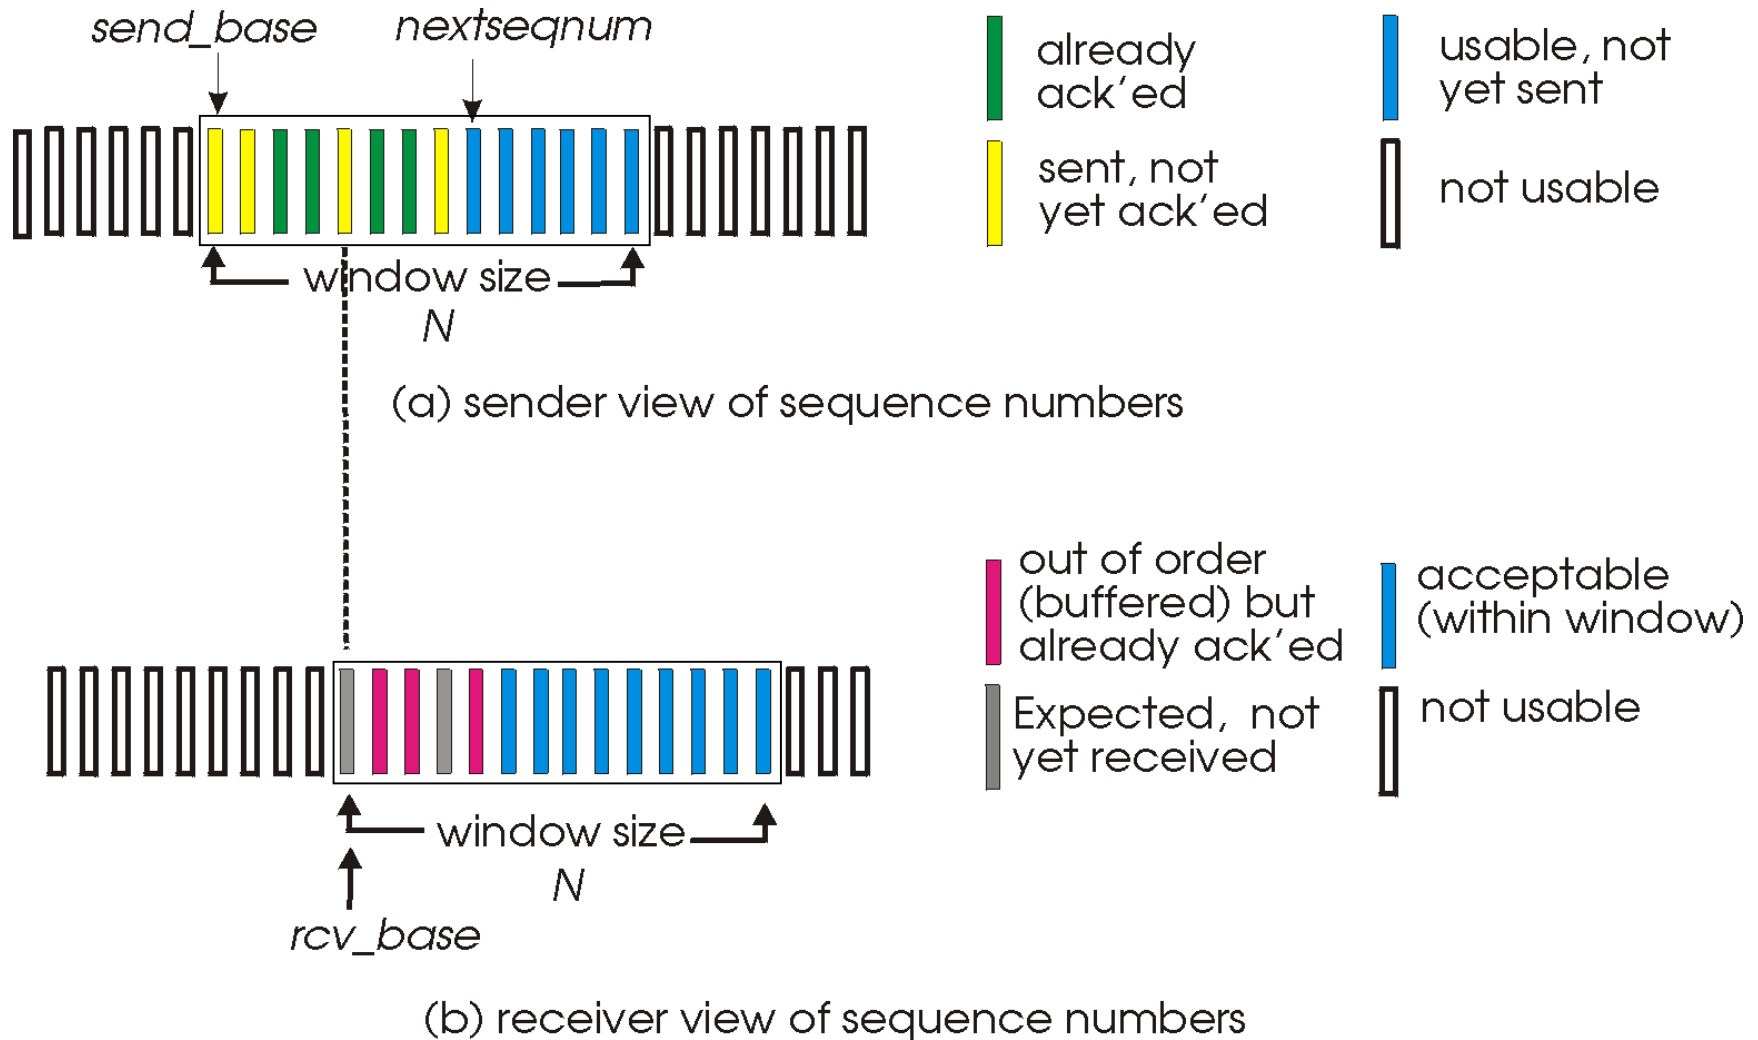 send_base
nextseqnum
already
ack’ed
usable, not
yet sent
sent, not
yet ack’ed
not usable
window size
N
(a) sender view of sequence numbers
out of order
(buffered) but
already ack’ed
acceptable
(within window)
Expected, not
yet received
not usable
window size
N
rcv_base
(b) receiver view of sequence numbers